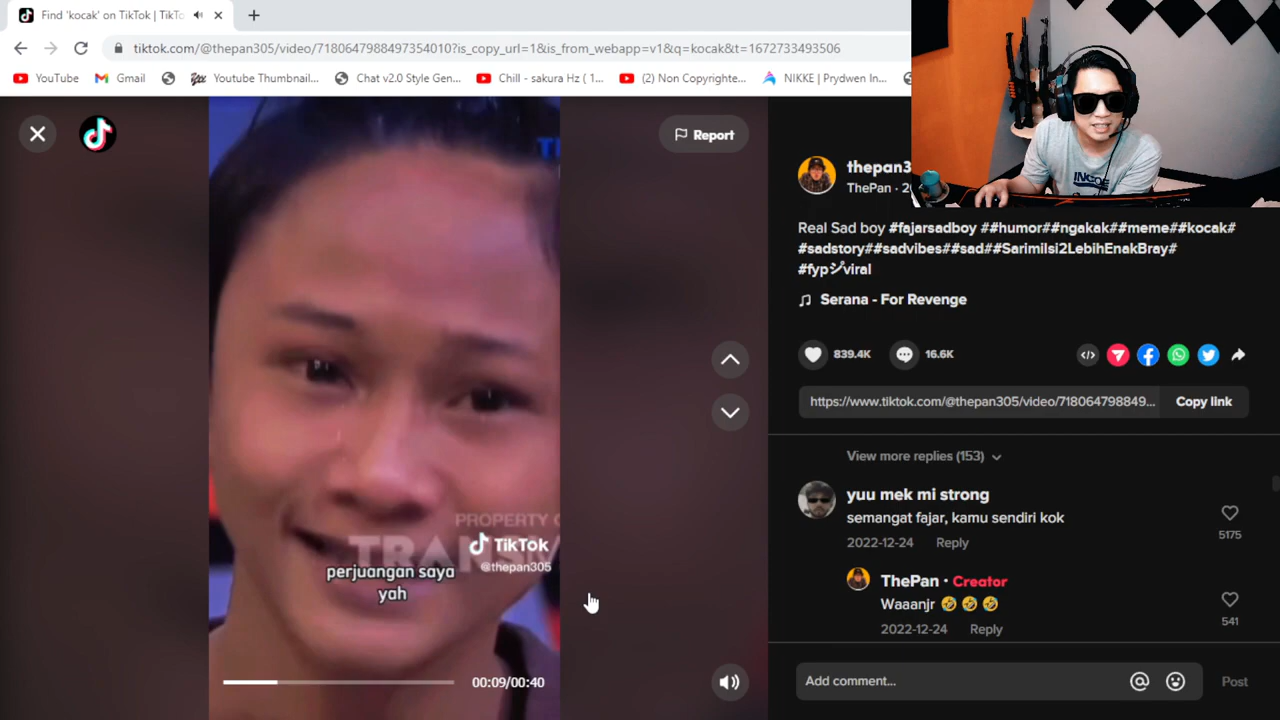 Find 'kocak' on TikTok | TikTo
tiktok.com/@thepan305/video/7180647988497354010?is_copy_url=1&is_from_webapp=v1&q=kocak&t=1672733493506
YouTube
Gmail
Youtube Thumbnail...
Chat v2.0 Style Gen...
Chill - sakura Hz ( 1...
(2) Non Copyrighte...
NIKKE | Prydwen In...
Report
thepan3
ThePan · 2
Real Sad boy #fajarsadboy ##humor##ngakak##meme##kocak#
#sadstory##sadvibes##sad##SarimiIsi2LebihEnakBray#
#fypシviral
Serana - For Revenge
839.4K
16.6K
https://www.tiktok.com/@thepan305/video/718064798849...
Copy link
View more replies (153)
yuu mek mi strong
semangat fajar, kamu sendiri kok
2022-12-24 Reply
5175
ThePan · Creator
Waaanjr 🤣 🤣 🤣
2022-12-24 Reply
541
Add comment...
Post
PROPERTY O
TRANSM
TikTok
@thepan305
perjuangan saya
yah
00:09/00:40